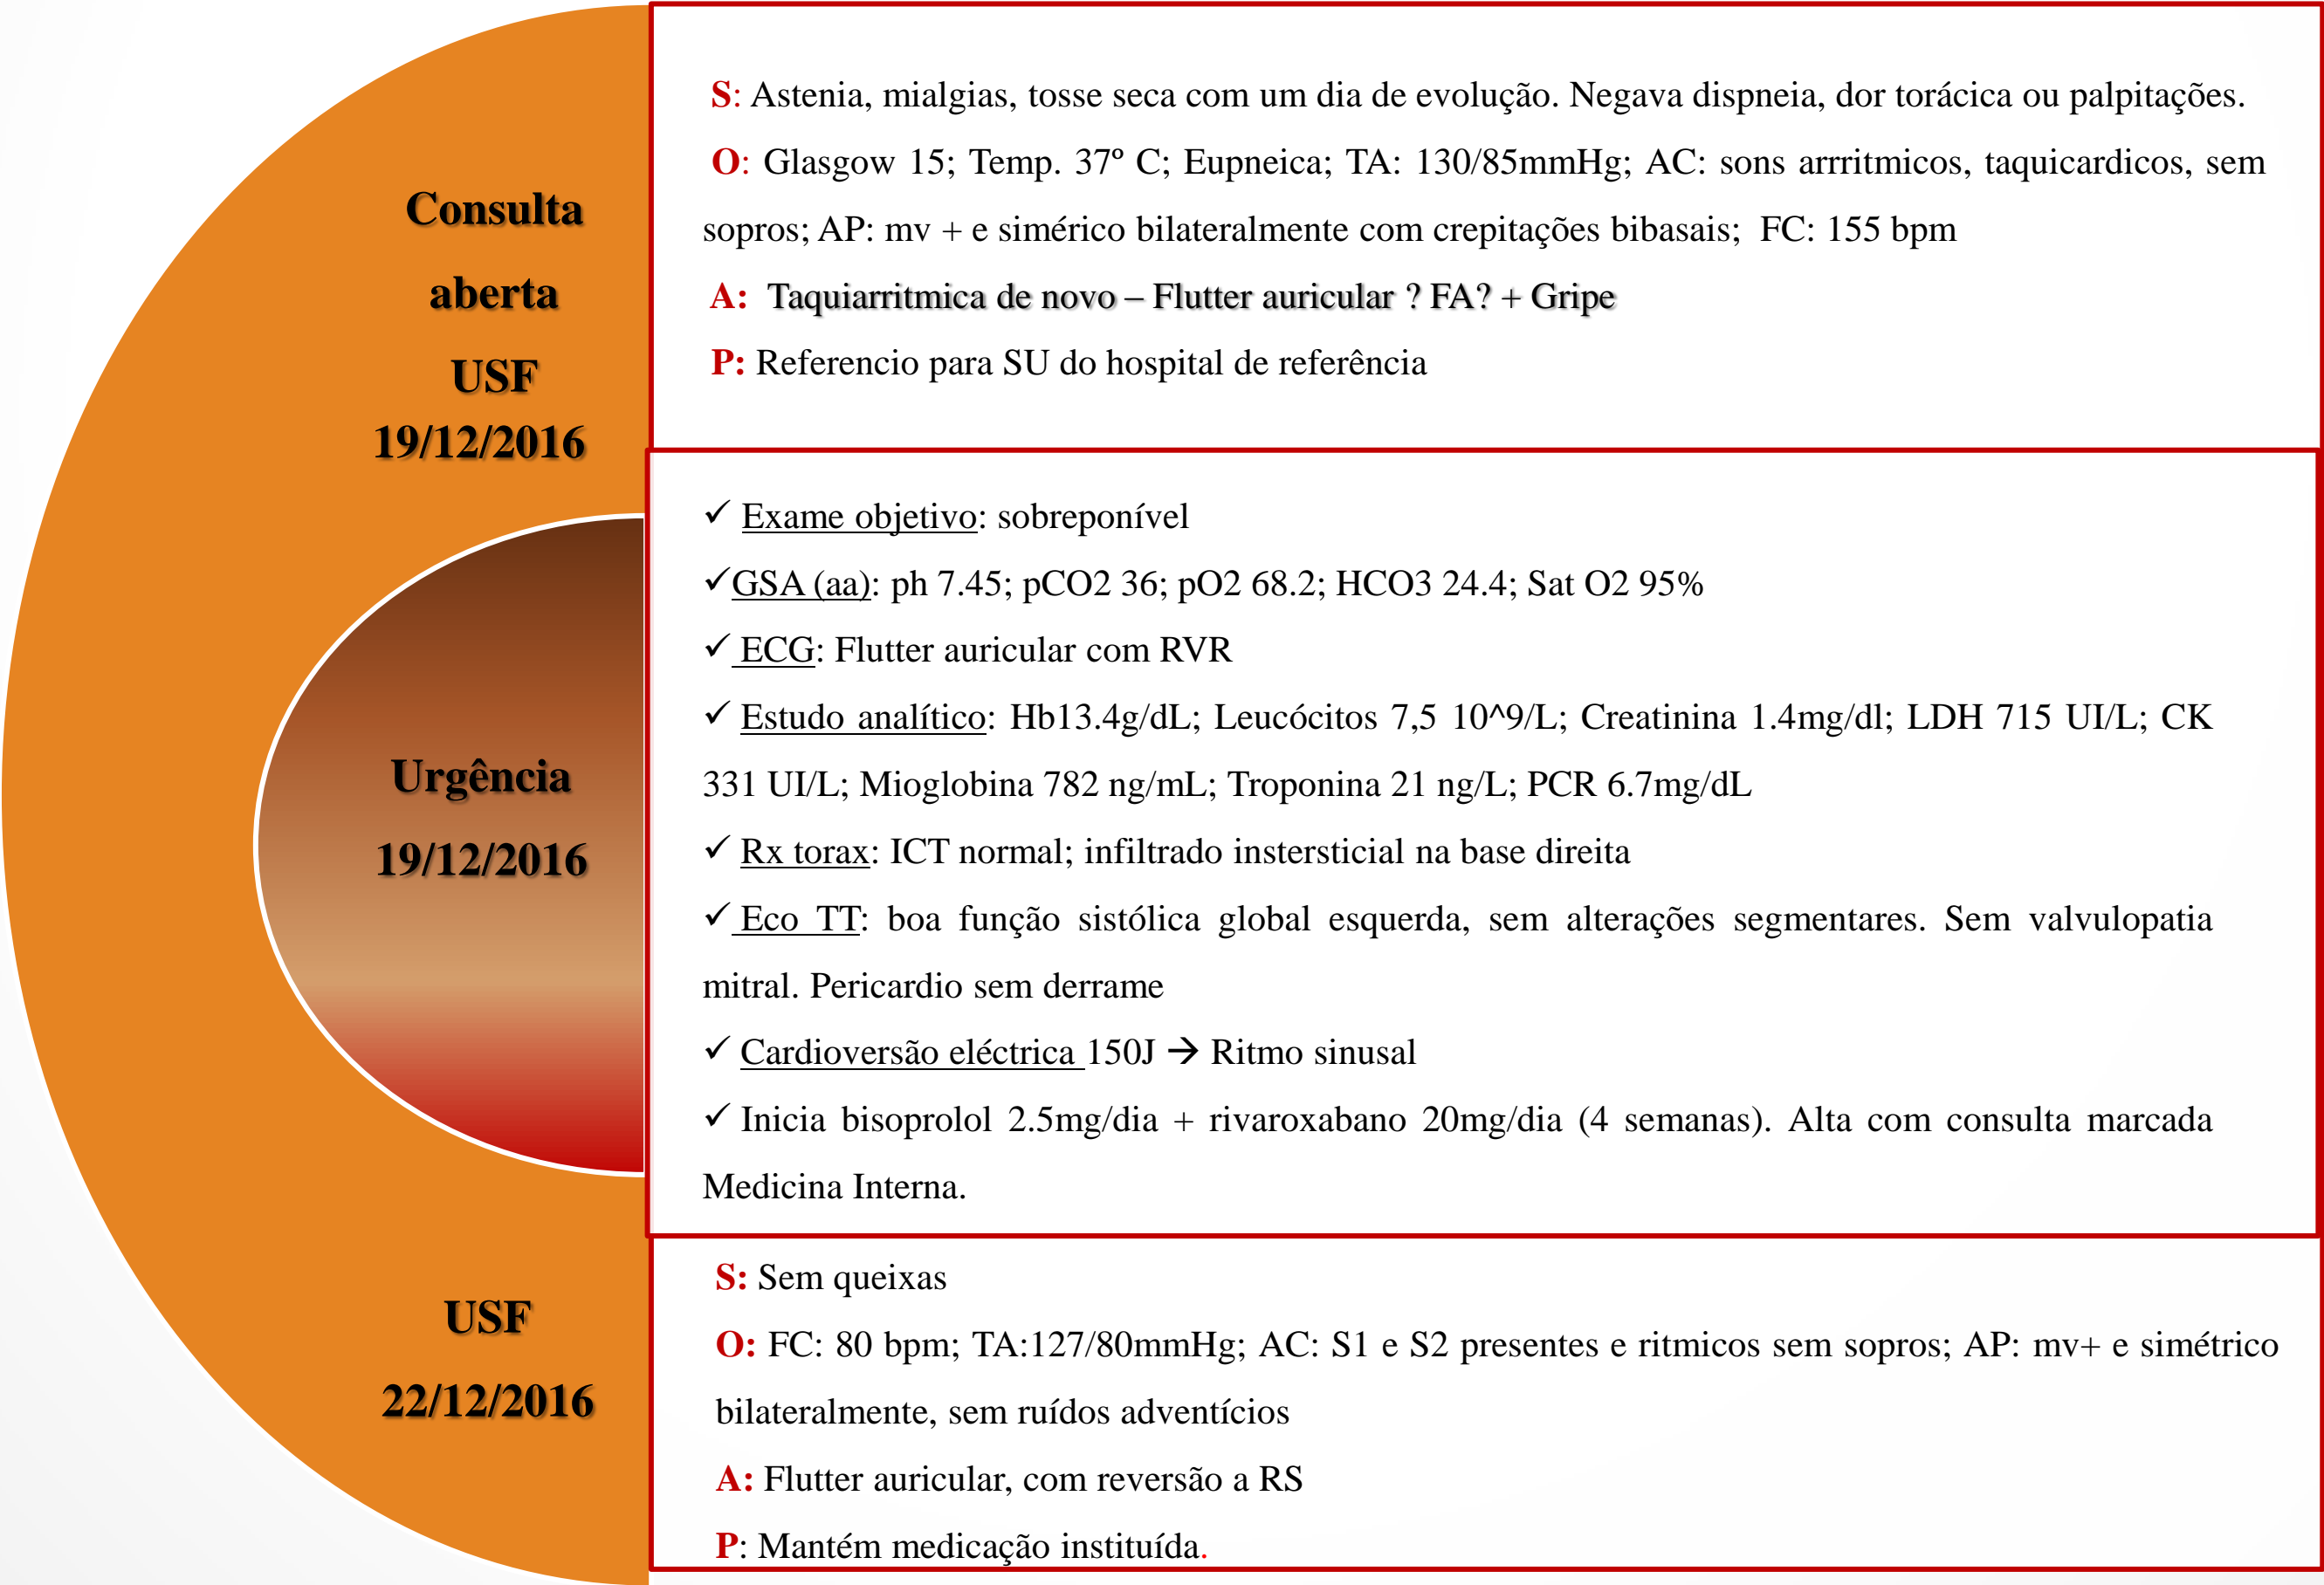 Consulta
aberta
USF
19/12/2016
S: Astenia, mialgias, tosse seca com um dia de evolução. Negava dispneia, dor torácica ou palpitações.
O: Glasgow 15; Temp. 37º C; Eupneica; TA: 130/85mmHg; AC: sons arrritmicos, taquicardicos, sem
sopros; AP: mv + e simérico bilateralmente com crepitações bibasais; FC: 155 bpm
A: Taquiarritmica de novo – Flutter auricular ? FA? + Gripe
P: Referencio para SU do hospital de referência
Urgência
19/12/2016
✓ Exame objetivo: sobreponível
✓ GSA (aa): ph 7.45; pCO2 36; pO2 68.2; HCO3 24.4; Sat O2 95%
✓ ECG: Flutter auricular com RVR
✓ Estudo analítico: Hb13.4g/dL; Leucócitos 7,5 10^9/L; Creatinina 1.4mg/dl; LDH 715 UI/L; CK
331 UI/L; Mioglobina 782 ng/mL; Troponina 21 ng/L; PCR 6.7mg/dL
✓ Rx torax: ICT normal; infiltrado instersticial na base direita
✓ Eco TT: boa função sistólica global esquerda, sem alterações segmentares. Sem valvulopatia
mitral. Pericardio sem derrame
✓ Cardioversão eléctrica 150J → Ritmo sinusal
✓ Inicia bisoprolol 2.5mg/dia + rivaroxabano 20mg/dia (4 semanas). Alta com consulta marcada
Medicina Interna.
USF
22/12/2016
S: Sem queixas
O: FC: 80 bpm; TA:127/80mmHg; AC: S1 e S2 presentes e ritmicos sem sopros; AP: mv+ e simétrico
bilateralmente, sem ruídos adventícios
A: Flutter auricular, com reversão a RS
P: Mantém medicação instituída.